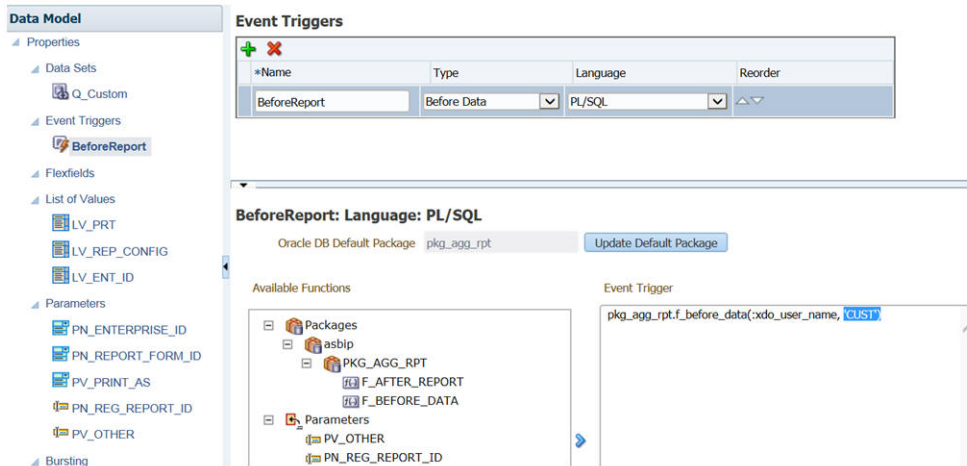 Data Model
Properties
Data Sets
Q_Custom
Event Triggers
BeforeReport
Flexfields
List of Values
LV_PRT
LV_REP_CONFIG
LV_ENT_ID
Parameters
PN_ENTERPRISE_ID
PN_REPORT_FORM_ID
PV_PRINT_AS
PN_REG_REPORT_ID
PV_OTHER
Bursting
Event Triggers
*Name Type Language Reorder
BeforeReport Before Data PL/SQL
BeforeReport: Language: PL/SQL
Oracle DB Default Package pkg_agg_rpt Update Default Package
Available Functions
Packages
asbip
PKG_AGG_RPT
F_AFTER_REPORT
F_BEFORE_DATA
Parameters
PV_OTHER
PN_REG_REPORT_ID
Event Trigger
pkg_agg_rpt.f_before_data(:xdo_user_name, 'CUST')